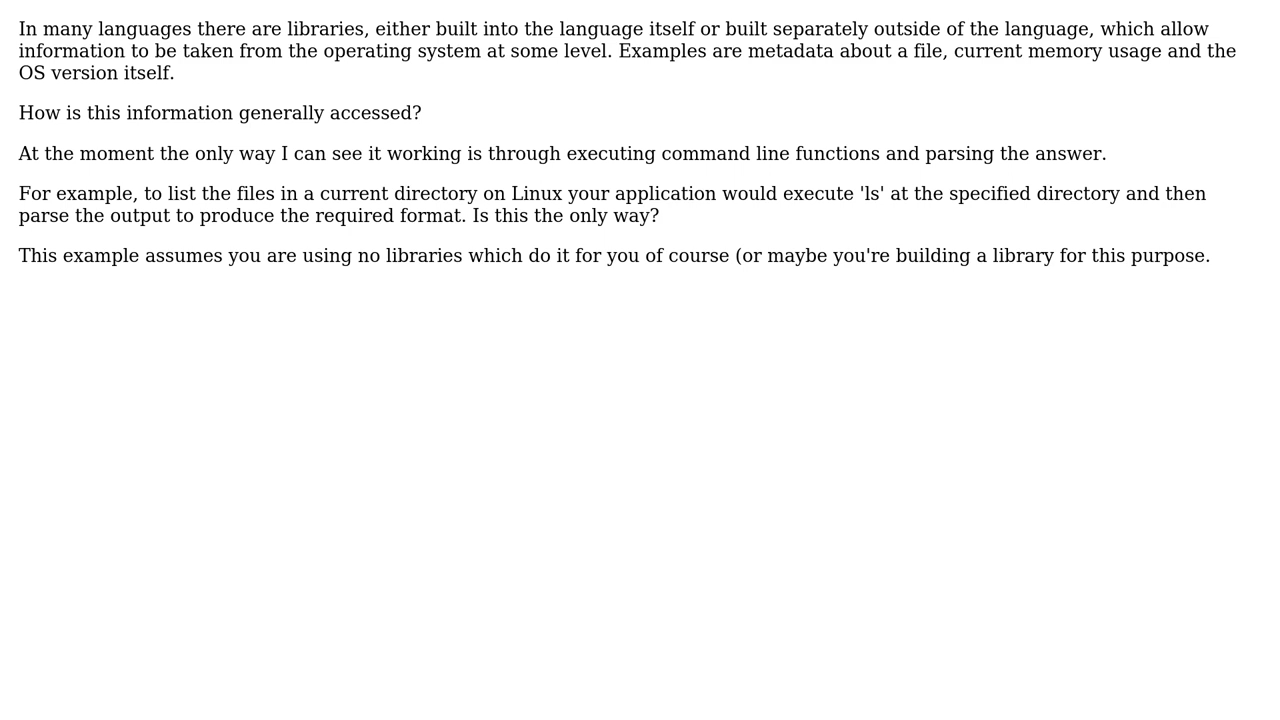 In many languages there are libraries, either built into the language itself or built separately outside of the language, which allow
information to be taken from the operating system at some level. Examples are metadata about a file, current memory usage and the
OS version itself.
How is this information generally accessed?
At the moment the only way I can see it working is through executing command line functions and parsing the answer.
For example, to list the files in a current directory on Linux your application would execute 'ls' at the specified directory and then
parse the output to produce the required format. Is this the only way?
This example assumes you are using no libraries which do it for you of course (or maybe you're building a library for this purpose.